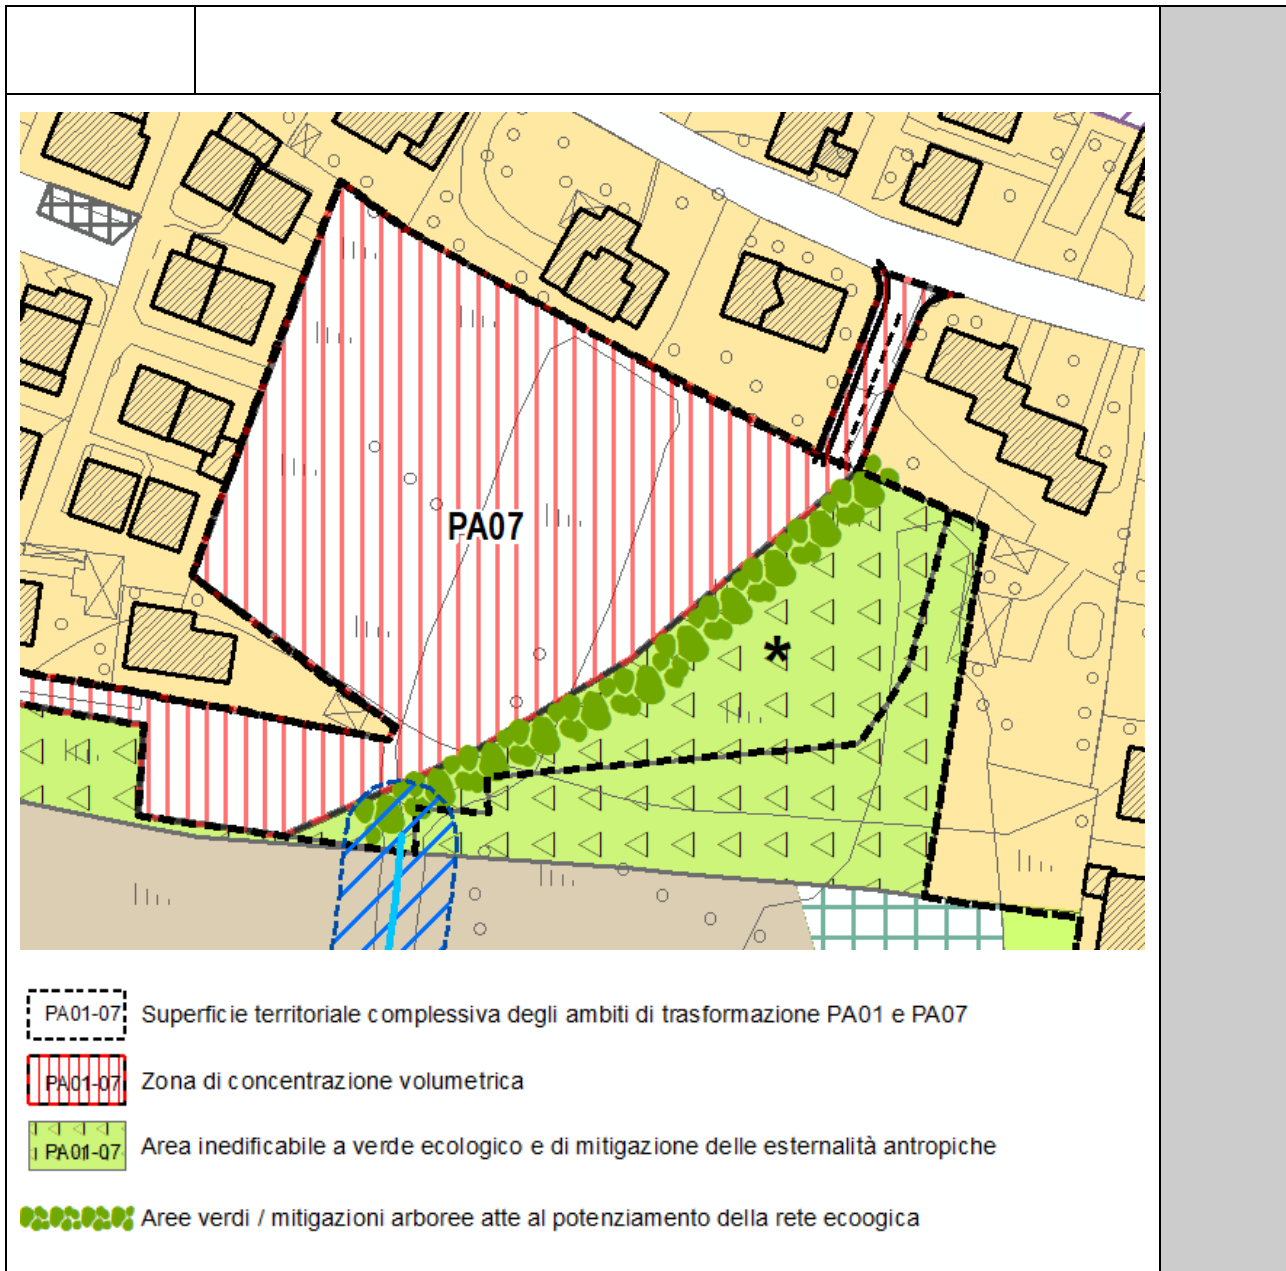 PA07
*
PA01-07 Superficie territoriale complessiva degli ambiti di trasformazione PA01 e PA07
PA01-07 Zona di concentrazione volumetrica
PA01-07 Area inedificabile a verde ecologico e di mitigazione delle esternalità antropiche
Aree verdi / mitigazioni arboree atte al potenziamento della rete ecoogica